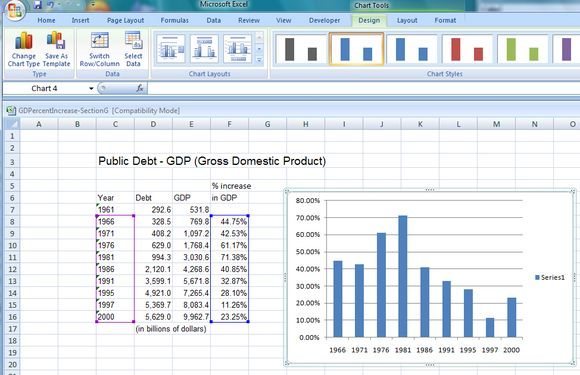 Microsoft Excel
Chart Tools
Home Insert Page Layout Formulas Data Review View Developer Design Layout Format
Change Chart Type
Save As Template
Switch Row/Column
Select Data
Type Data Chart Layouts Chart Styles
Chart 4 fx
GDPercentIncrease-SectionG [Compatibility Mode]
A B C D E F G H I J K L M N O
1
2
3 Public Debt - GDP (Gross Domestic Product)
4
5 % increase
6 Year Debt GDP in GDP
7 1961 292.6 531.8
8 1966 328.5 769.8 44.75%
9 1971 408.2 1,097.2 42.53%
10 1976 629.0 1,768.4 61.17%
11 1981 994.3 3,030.6 71.38%
12 1986 2,120.1 4,268.6 40.85%
13 1991 3,599.1 5,671.8 32.87%
14 1995 4,921.0 7,265.4 28.10%
15 1997 5,369.7 8,083.4 11.26%
16 2000 5,629.0 9,962.7 23.25%
17 (in billions of dollars)
18
19
20
80.00%
70.00%
60.00%
50.00%
40.00%
30.00%
20.00%
10.00%
0.00%
1966 1971 1976 1981 1986 1991 1995 1997 2000
Series1